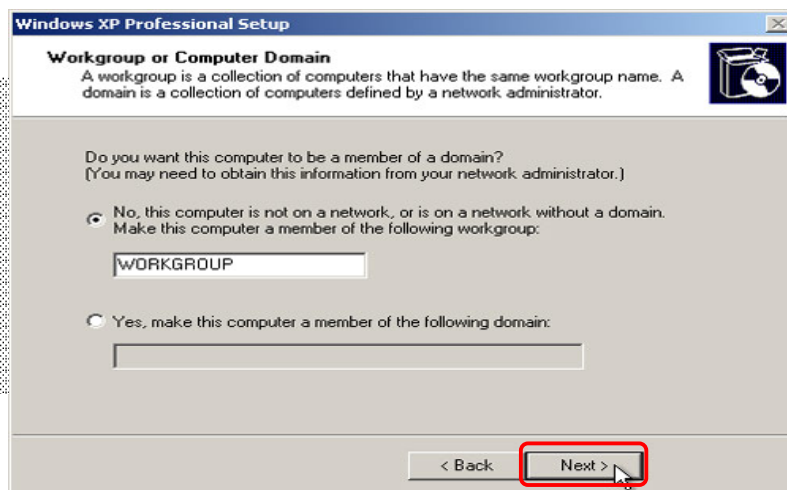 Windows XP Professional Setup
Workgroup or Computer Domain
A workgroup is a collection of computers that have the same workgroup name. A
domain is a collection of computers defined by a network administrator.
Do you want this computer to be a member of a domain?
(You may need to obtain this information from your network administrator.)
No, this computer is not on a network, or is on a network without a domain.
Make this computer a member of the following workgroup:
WORKGROUP
Yes, make this computer a member of the following domain:
< Back Next >